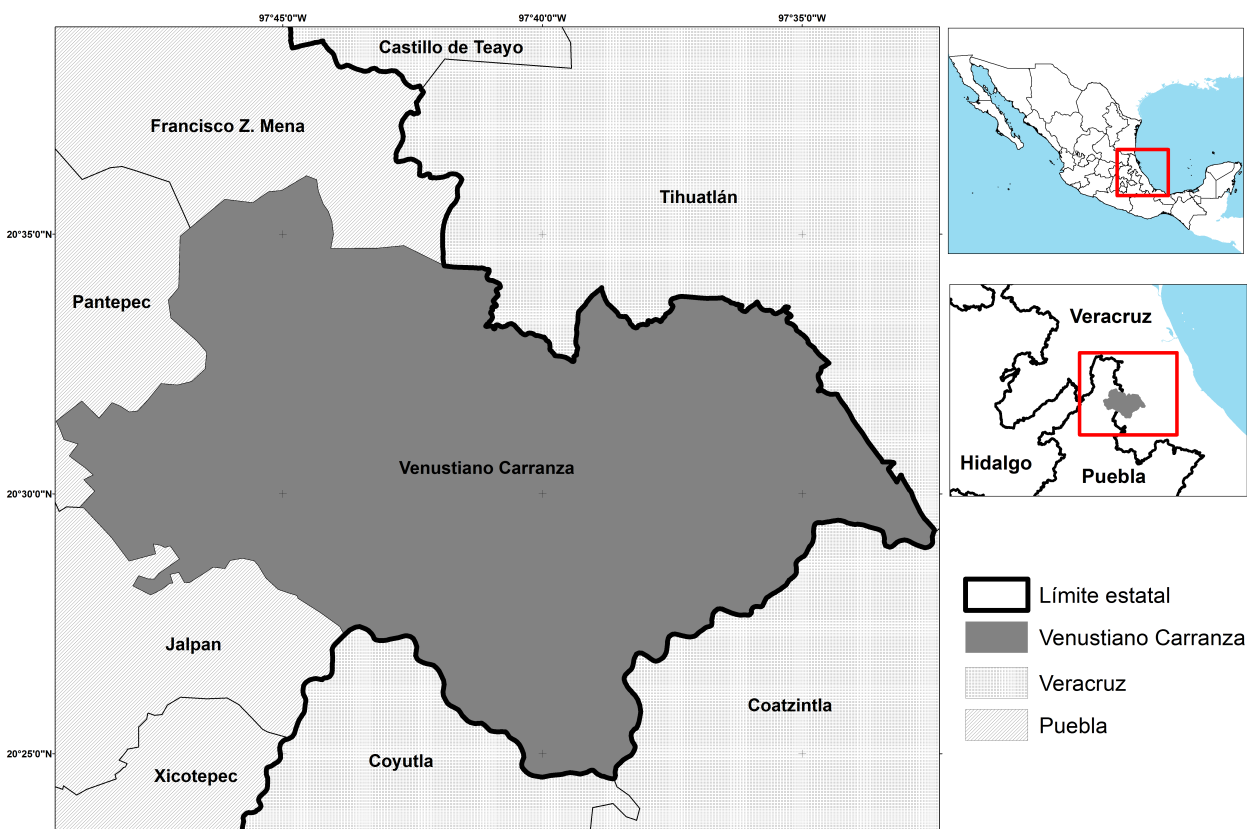 97°45'0"W
97°40'0"W
97°35'0"W
Castillo de Teayo
Francisco Z. Mena
Tihuatlán
20°35'0"N
Pantepec
Venustiano Carranza
20°30'0"N
Jalpan
Coatzintla
20°25'0"N
Coyutla
Xicotepec
Veracruz
Hidalgo
Puebla
Límite estatal
Venustiano Carranza
Veracruz
Puebla